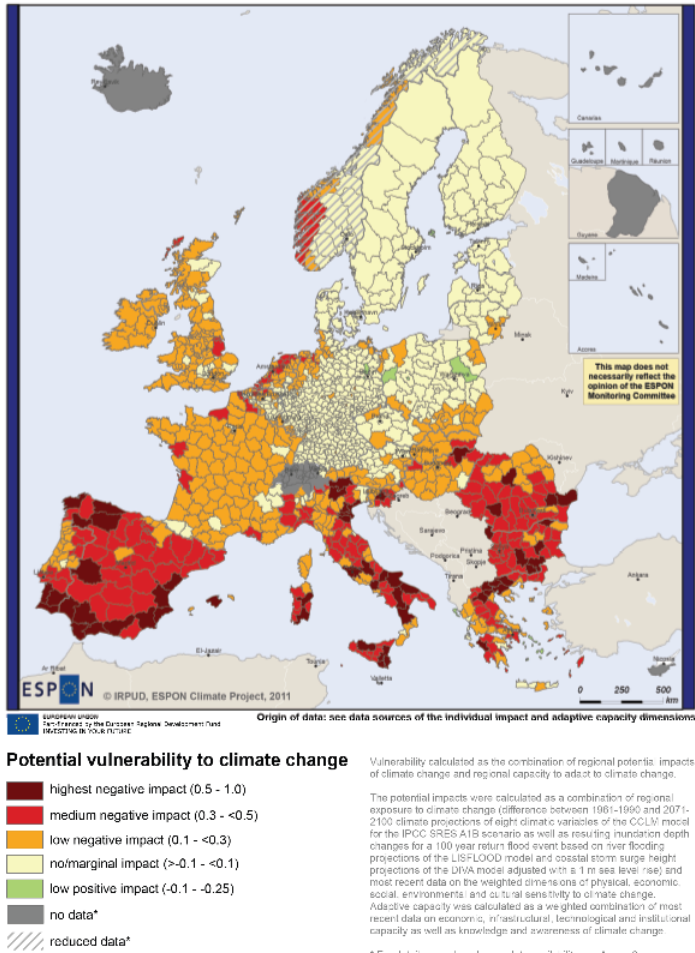 Reykjavik
Canarias
Guadeloupe Martinique Réunion
Guyane
Madeira
Acores
Oslo
Stockholm
Tallinn
Riga
København
Minsk
Dublin
This map does not
necessarily reflect the
opinion of the ESPON
Monitoring Committee
Kyiv
Kishinev
Zagreb
Beograd
Sarajevo
Podgorica
Pristina
Skopje
Tirana
Ankara
El-Jazair
Tounis
Ar Ribat
Valletta
Nicosia
ESPON
© IRPUD, ESPON Climate Project, 2011
0 250 500
km
EUROPEAN UNION
Part-financed by the European Regional Development Fund
INVESTING IN YOUR FUTURE
Origin of data: see data sources of the individual impact and adaptive capacity dimensions
Potential vulnerability to climate change
highest negative impact (0.5 - 1.0)
medium negative impact (0.3 - <0.5)
low negative impact (0.1 - <0.3)
no/marginal impact (>-0.1 - <0.1)
low positive impact (-0.1 - -0.25)
no data*
reduced data*
Vulnerability calculated as the combination of regional potential impacts
of climate change and regional capacity to adapt to climate change.
The potential impacts were calculated as a combination of regional
exposure to climate change (difference between 1961-1990 and 2071-
2100 climate projections of eight climatic variables of the CCLM model
for the IPCC SRES A1B scenario as well as resulting inundation depth
changes for a 100 year return flood event based on river flooding
projections of the LISFLOOD model and coastal storm surge height
projections of the DIVA model adjusted with a 1 m sea level rise) and
most recent data on the weighted dimensions of physical, economic,
social, environmental and cultural sensitivity to climate change.
Adaptive capacity was calculated as a weighted combination of most
recent data on economic, infrastructural, technological and institutional
capacity as well as knowledge and awareness of climate change.